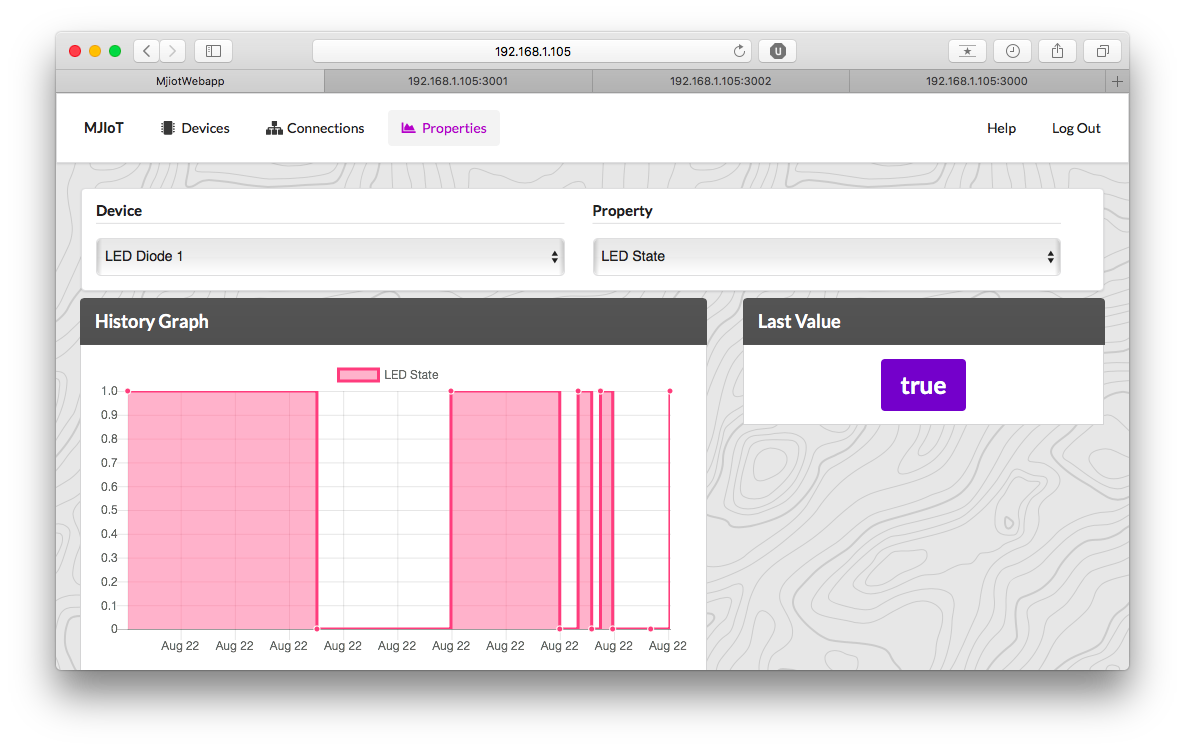 192.168.1.105
U
MjiotWebapp 192.168.1.105:3001 192.168.1.105:3002 192.168.1.105:3000
MJIoT Devices Connections Properties Help Log Out
Device Property
LED Diode 1 LED State
History Graph Last Value
true
LED State
1.0
0.9
0.8
0.7
0.6
0.5
0.4
0.3
0.2
0.1
0
Aug 22 Aug 22 Aug 22 Aug 22 Aug 22 Aug 22 Aug 22 Aug 22 Aug 22 Aug 22